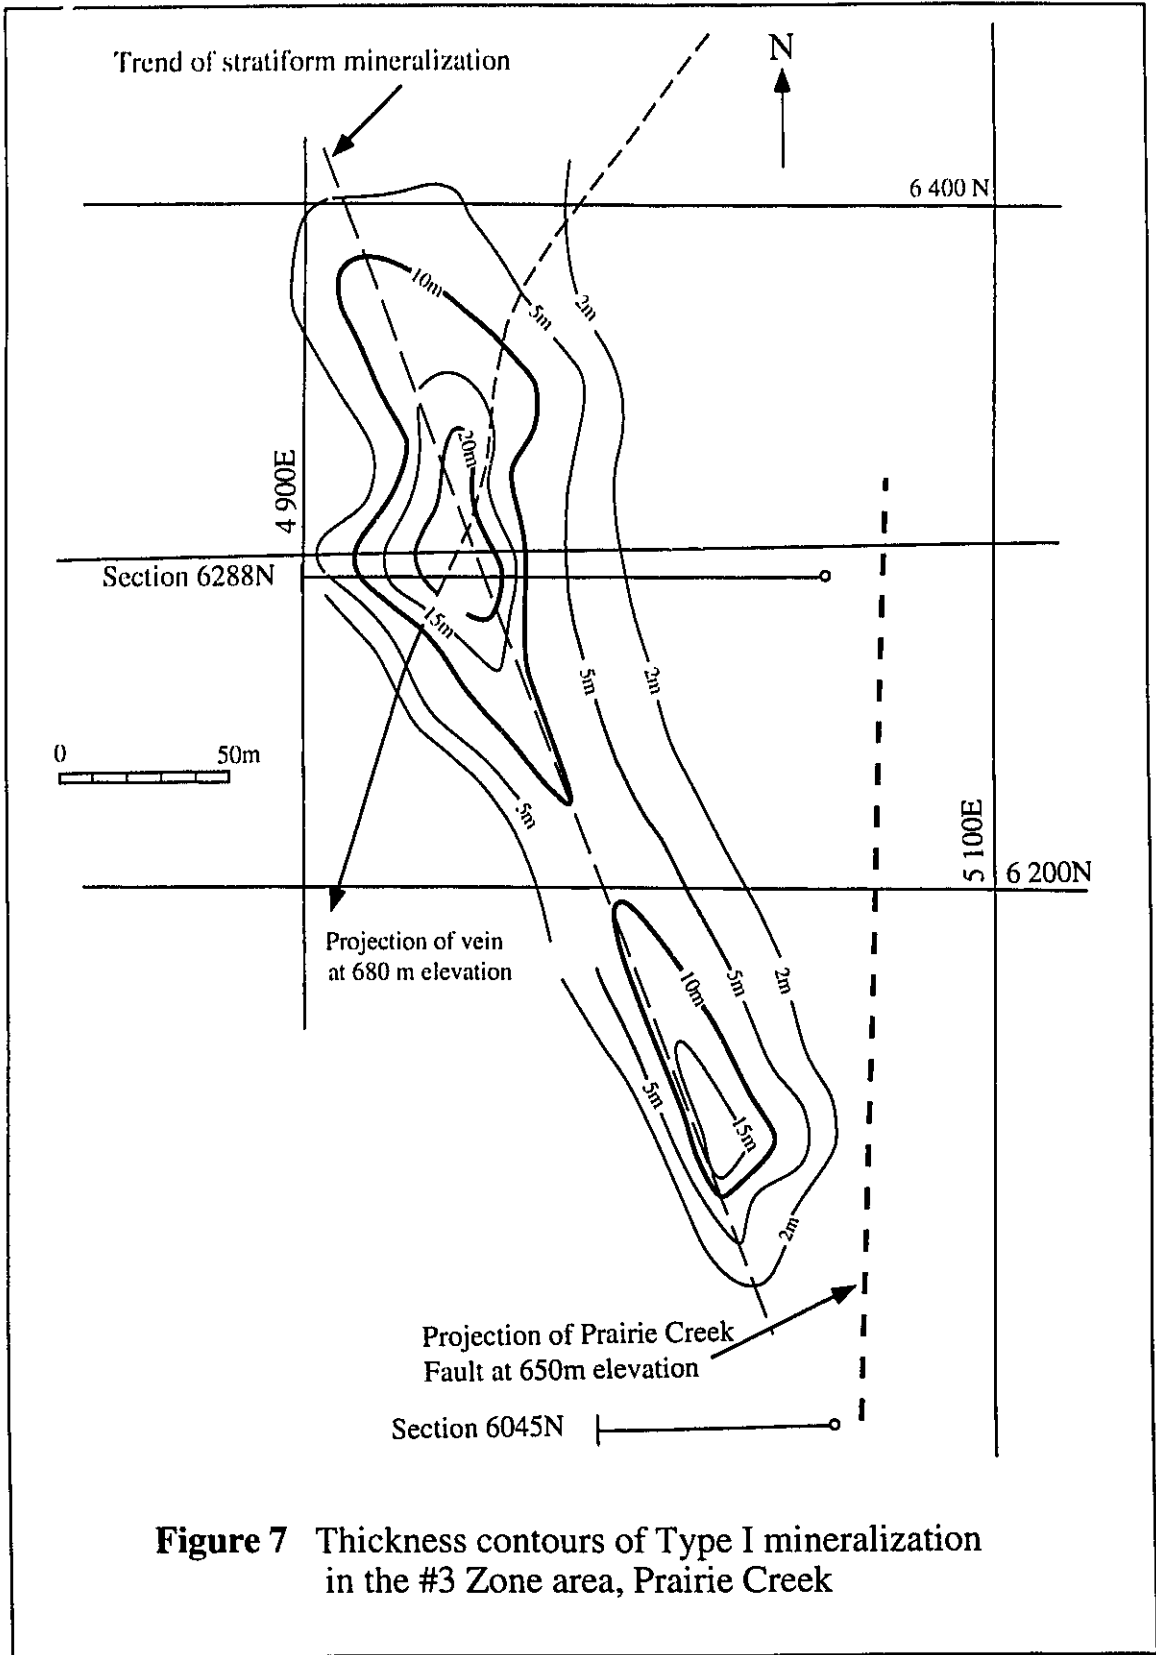 Trend of stratiform mineralization
N
6 400 N
10m
5m
2m
20m
4 900E
Section 6288N
15m
5m
2m
0 50m
5m
5 100E
6 200N
Projection of vein
at 680 m elevation
10m
5m
2m
5m
15m
2m
Projection of Prairie Creek
Fault at 650m elevation
Section 6045N
Figure 7 Thickness contours of Type I mineralization
in the #3 Zone area, Prairie Creek